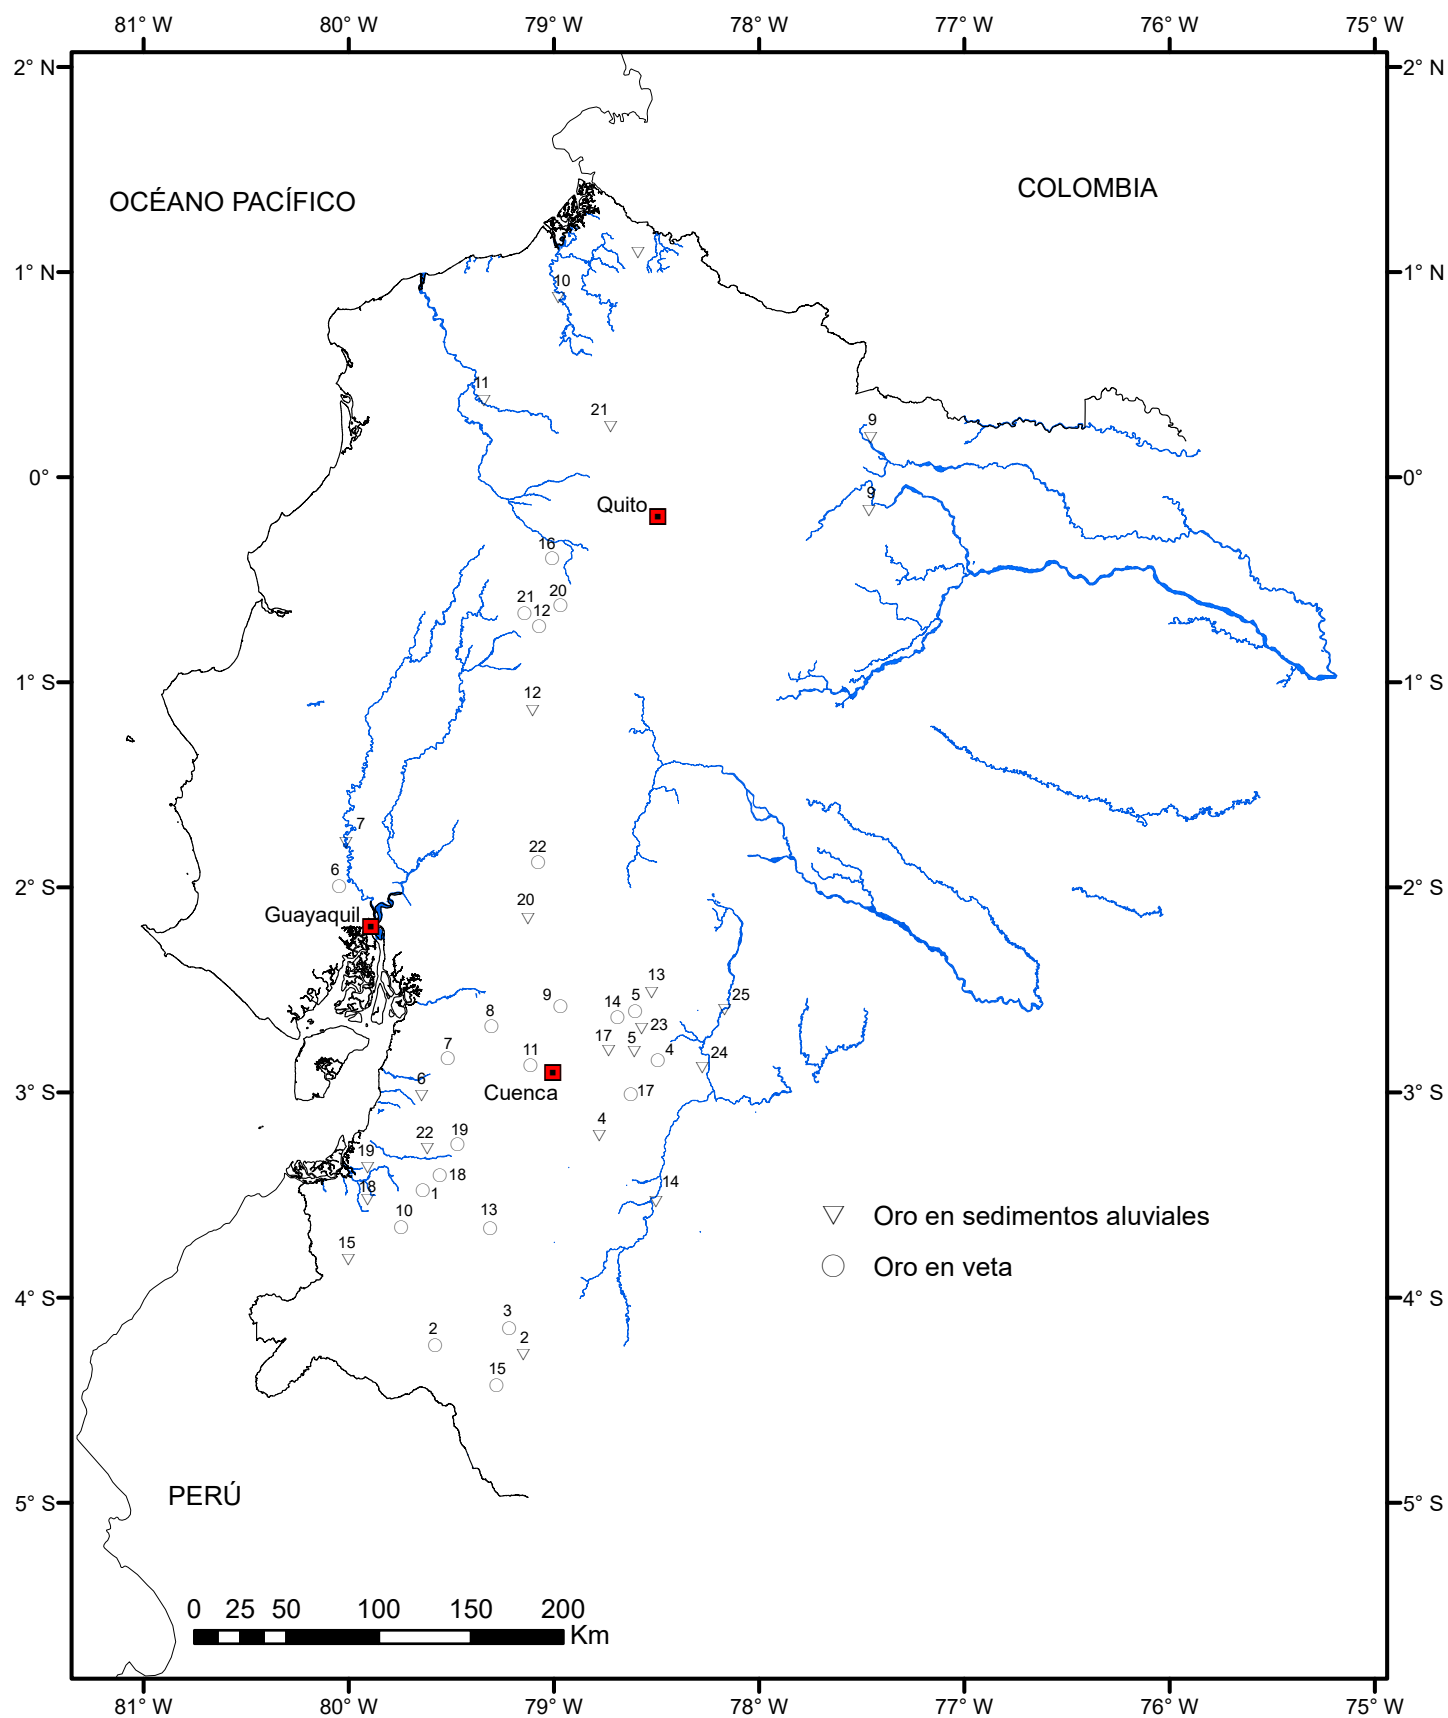 81° W 80° W 79° W 78° W 77° W 76° W 75° W
2° N 2° N
OCÉANO PACÍFICO COLOMBIA
1° N 1° N
10
11
21
9
0° 0°
9
Quito
16
20
21
12
1° S 1° S
12
7
22
6
2° S 2° S
20
Guayaquil
13
9
5
25
14
8
23
17
5
7
11
4
24
6
Cuenca
17
3° S 3° S
4
19
22
19
18
14
18
1
10
13
Oro en sedimentos aluviales
15
Oro en veta
4° S 4° S
3
2
2
15
PERÚ
5° S 5° S
0 25 50 100 150 200
Km
81° W 80° W 79° W 78° W 77° W 76° W 75° W